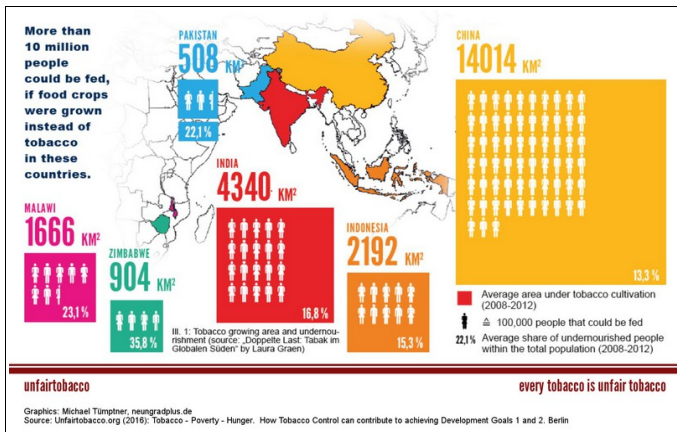 More than
10 million
people
could be fed,
if food crops
were grown
instead of
tobacco
in these
countries.
PAKISTAN
508 KM²
22,1 %
CHINA
14014 KM²
13,3 %
INDIA
4340 KM²
16,8 %
MALAWI
1666 KM²
23,1 %
ZIMBABWE
904 KM²
35,8 %
INDONESIA
2192 KM²
15,3 %
Ill. 1: Tobacco growing area and undernou-
rishment (source: „Doppelte Last: Tabak im
Globalen Süden" by Laura Graen)
Average area under tobacco cultivation
(2008-2012)
≙ 100,000 people that could be fed
22,1 % Average share of undernourished people
within the total population (2008-2012)
unfairtobacco
every tobacco is unfair tobacco
Graphics: Michael Tümptner, neungradplus.de
Source: Unfairtobacco.org (2016): Tobacco - Poverty - Hunger. How Tobacco Control can contribute to achieving Development Goals 1 and 2. Berlin